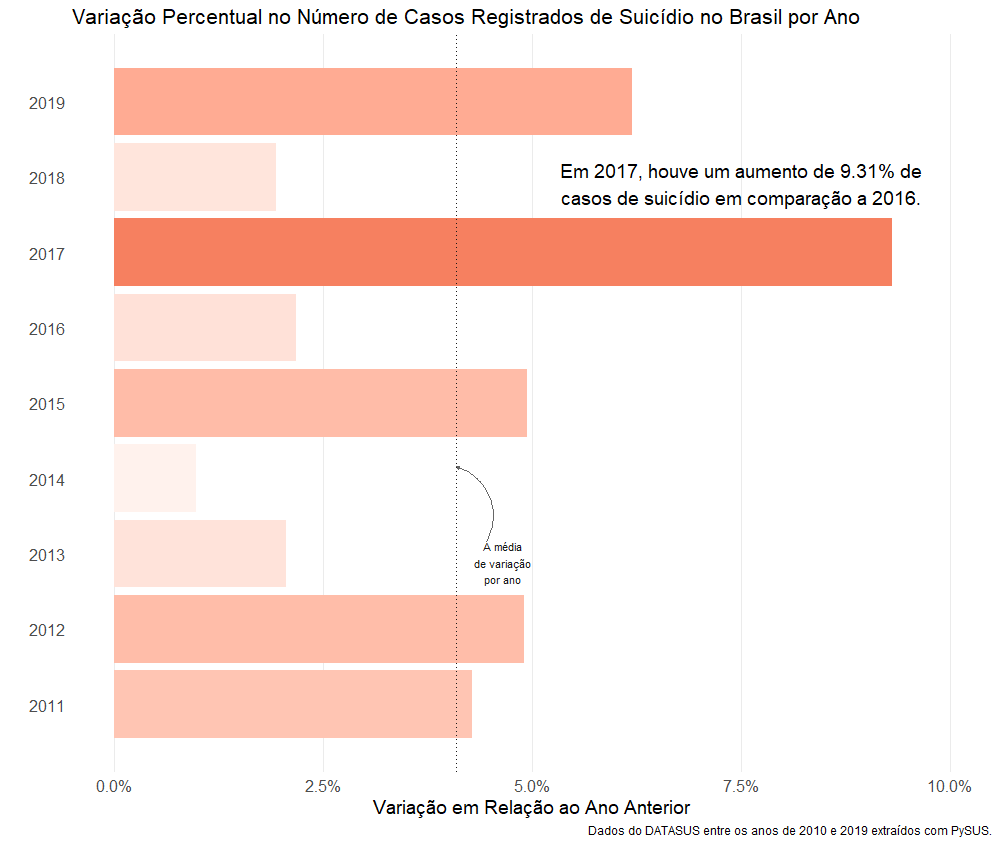 Variação Percentual no Número de Casos Registrados de Suicídio no Brasil por Ano
2019
2018
Em 2017, houve um aumento de 9.31% de
casos de suicídio em comparação a 2016.
2017
2016
2015
2014
2013
A média
de variação
por ano
2012
2011
0.0% 2.5% 5.0% 7.5% 10.0%
Variação em Relação ao Ano Anterior
Dados do DATASUS entre os anos de 2010 e 2019 extraídos com PySUS.